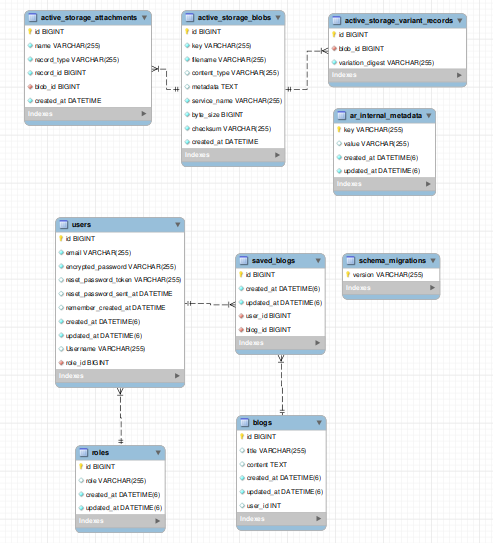 active_storage_attachments
id BIGINT
name VARCHAR(255)
record_type VARCHAR(255)
record_id BIGINT
blob_id BIGINT
created_at DATETIME
Indexes
active_storage_blobs
id BIGINT
key VARCHAR(255)
filename VARCHAR(255)
content_type VARCHAR(255)
metadata TEXT
service_name VARCHAR(255)
byte_size BIGINT
checksum VARCHAR(255)
created_at DATETIME
Indexes
active_storage_variant_records
id BIGINT
blob_id BIGINT
variation_digest VARCHAR(255)
Indexes
ar_internal_metadata
key VARCHAR(255)
value VARCHAR(255)
created_at DATETIME(6)
updated_at DATETIME(6)
Indexes
users
id BIGINT
email VARCHAR(255)
encrypted_password VARCHAR(255)
reset_password_token VARCHAR(255)
reset_password_sent_at DATETIME
remember_created_at DATETIME
created_at DATETIME(6)
updated_at DATETIME(6)
Username VARCHAR(255)
role_id BIGINT
Indexes
saved_blogs
id BIGINT
created_at DATETIME(6)
updated_at DATETIME(6)
user_id BIGINT
blog_id BIGINT
Indexes
schema_migrations
version VARCHAR(255)
Indexes
roles
id BIGINT
role VARCHAR(255)
created_at DATETIME(6)
updated_at DATETIME(6)
Indexes
blogs
id BIGINT
title VARCHAR(255)
content TEXT
created_at DATETIME(6)
updated_at DATETIME(6)
user_id INT
Indexes